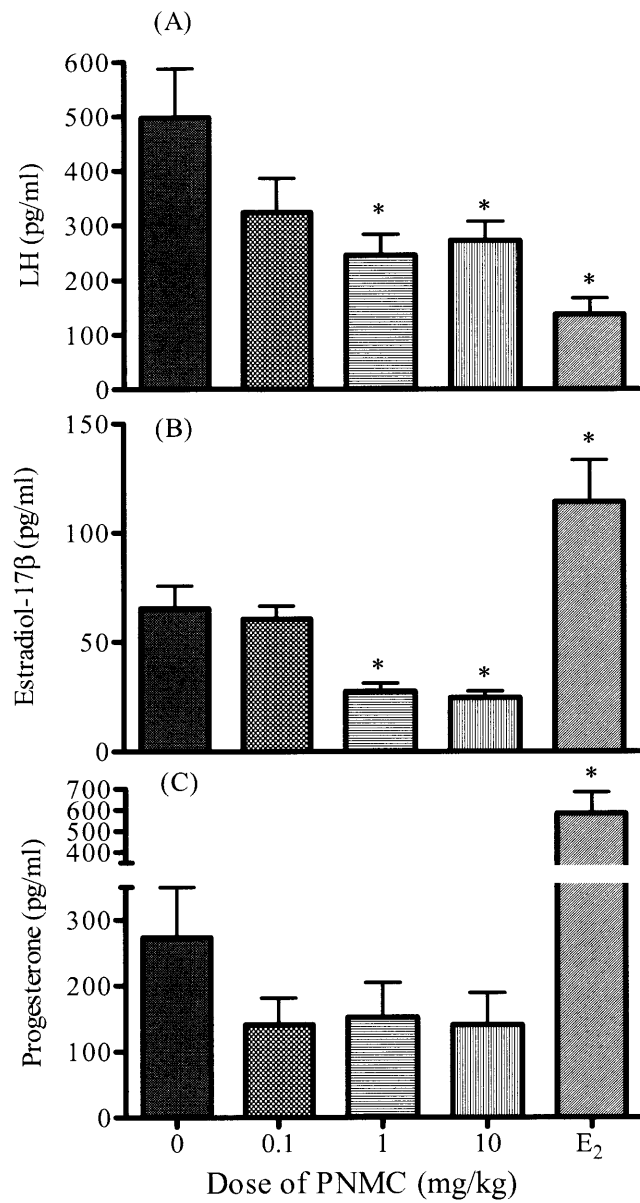 (A)
600
500
400
300
200
100
0
LH (pg/ml)
* * *
(B)
150
100
50
0
Estradiol-17β (pg/ml)
* * *
(C)
700
600
500
400
300
200
100
0
Progesterone (pg/ml)
*
0 0.1 1 10 E₂
Dose of PNMC (mg/kg)